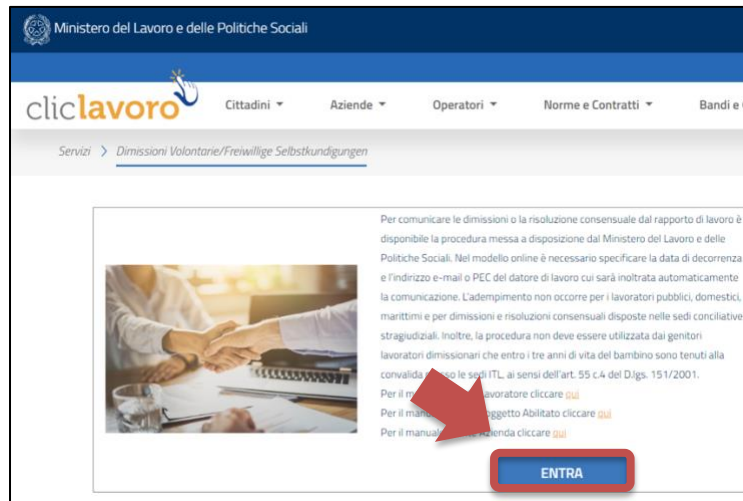 Ministero del Lavoro e delle Politiche Sociali
cliclavoro
Cittadini
Aziende
Operatori
Norme e Contratti
Bandi e
Servizi > Dimissioni Volontarie/Freiwillige Selbstkundigungen
Per comunicare le dimissioni o la risoluzione consensuale dal rapporto di lavoro è
disponibile la procedura messa a disposizione dal Ministero del Lavoro e delle
Politiche Sociali. Nel modello online è necessario specificare la data di decorrenza
e l'indirizzo e-mail o PEC del datore di lavoro cui sarà inoltrata automaticamente
la comunicazione. L'adempimento non occorre per i lavoratori pubblici, domestici,
marittimi e per dimissioni e risoluzioni consensuali disposte nelle sedi conciliative
stragiudiziali. Inoltre, la procedura non deve essere utilizzata dai genitori
lavoratori dimissionari che entro i tre anni di vita del bambino sono tenuti alla
convalida le sedi ITL, ai sensi dell'art. 55 c.4 del D.lgs. 151/2001.
Per il cliccare qui
Per il Abilitato cliccare qui
Per il manuale Azienda cliccare qui
ENTRA